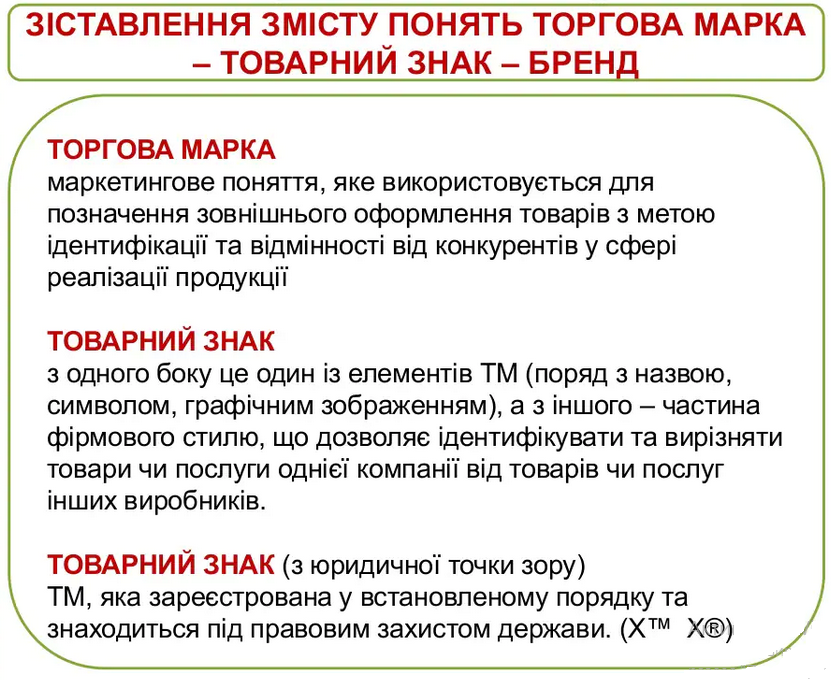 ЗІСТАВЛЕННЯ ЗМІСТУ ПОНЯТЬ ТОРГОВА МАРКА
– ТОВАРНИЙ ЗНАК – БРЕНД
ТОРГОВА МАРКА
маркетингове поняття, яке використовується для
позначення зовнішнього оформлення товарів з метою
ідентифікації та відмінності від конкурентів у сфері
реалізації продукції
ТОВАРНИЙ ЗНАК
з одного боку це один із елементів ТМ (поряд з назвою,
символом, графічним зображенням), а з іншого – частина
фірмового стилю, що дозволяє ідентифікувати та вирізняти
товари чи послуги однієї компанії від товарів чи послуг
інших виробників.
ТОВАРНИЙ ЗНАК (з юридичної точки зору)
ТМ, яка зареєстрована у встановленому порядку та
знаходиться під правовим захистом держави. (Х™ Х®)